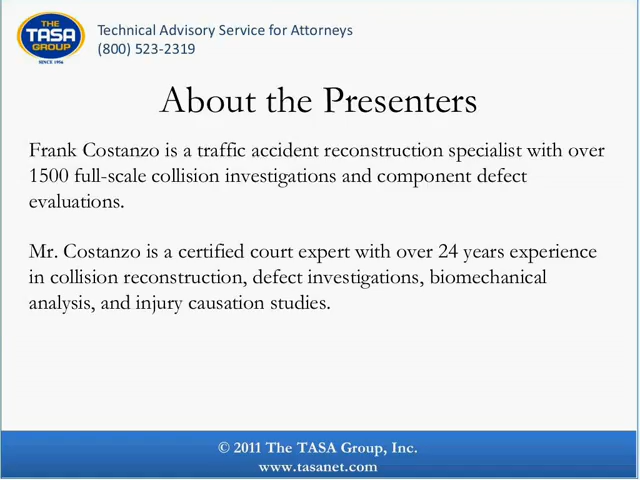 THE
TASA
GROUP
SINCE 1956
Technical Advisory Service for Attorneys
(800) 523-2319
About the Presenters
Frank Costanzo is a traffic accident reconstruction specialist with over
1500 full-scale collision investigations and component defect
evaluations.
Mr. Costanzo is a certified court expert with over 24 years experience
in collision reconstruction, defect investigations, biomechanical
analysis, and injury causation studies.
© 2011 The TASA Group, Inc.
www.tasanet.com